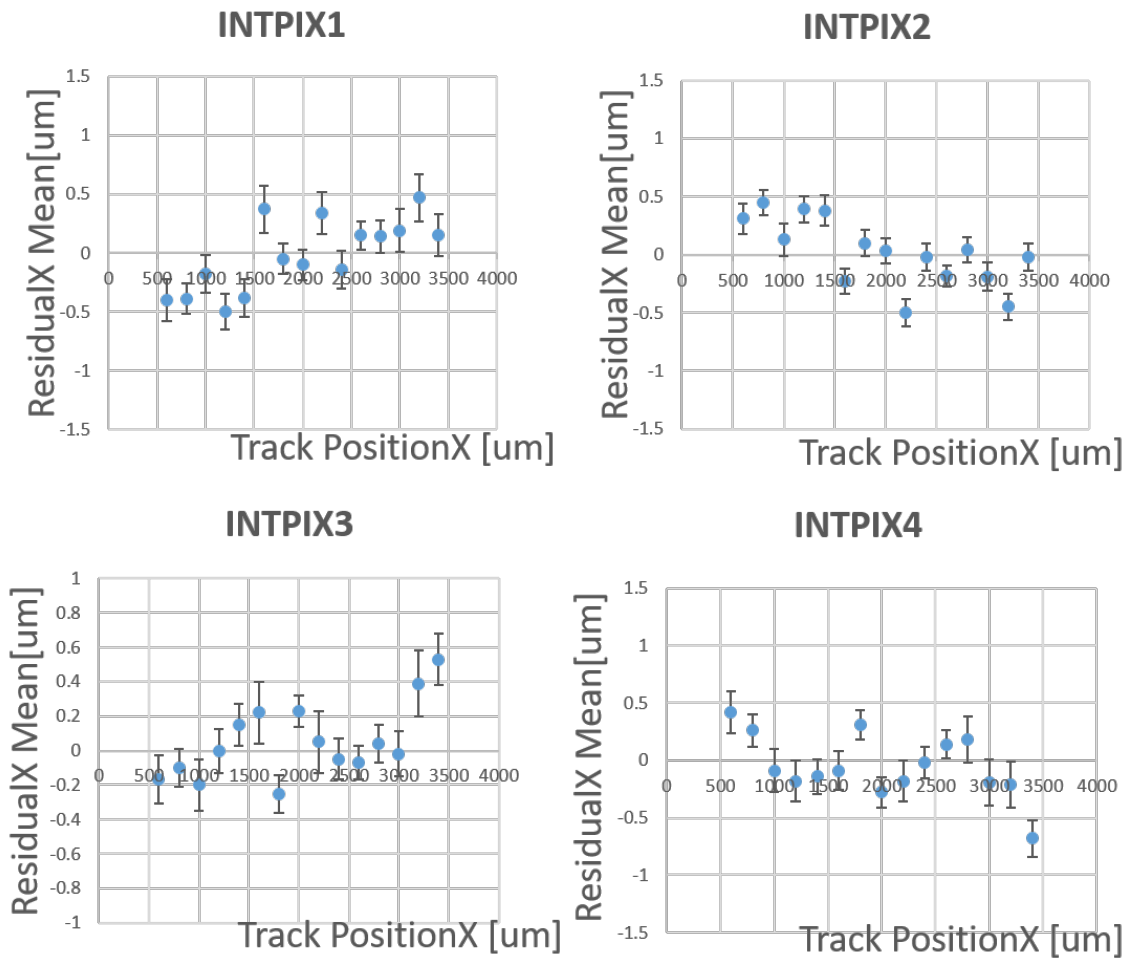 INTPIX1
ResidualX Mean[um]
1.5
1
0.5
0
-0.5
-1
-1.5
0 500 1000 1500 2000 2500 3000 3500 4000
Track PositionX [um]
INTPIX2
ResidualX Mean[um]
1.5
1
0.5
0
-0.5
-1
-1.5
0 500 1000 1500 2000 2500 3000 3500 4000
Track PositionX [um]
INTPIX3
ResidualX Mean[um]
1
0.8
0.6
0.4
0.2
0
-0.2
-0.4
-0.6
-0.8
-1
0 500 1000 1500 2000 2500 3000 3500 4000
Track PositionX [um]
INTPIX4
ResidualX Mean[um]
1.5
1
0.5
0
-0.5
-1
-1.5
0 500 1000 1500 2000 2500 3000 3500 4000
Track PositionX [um]